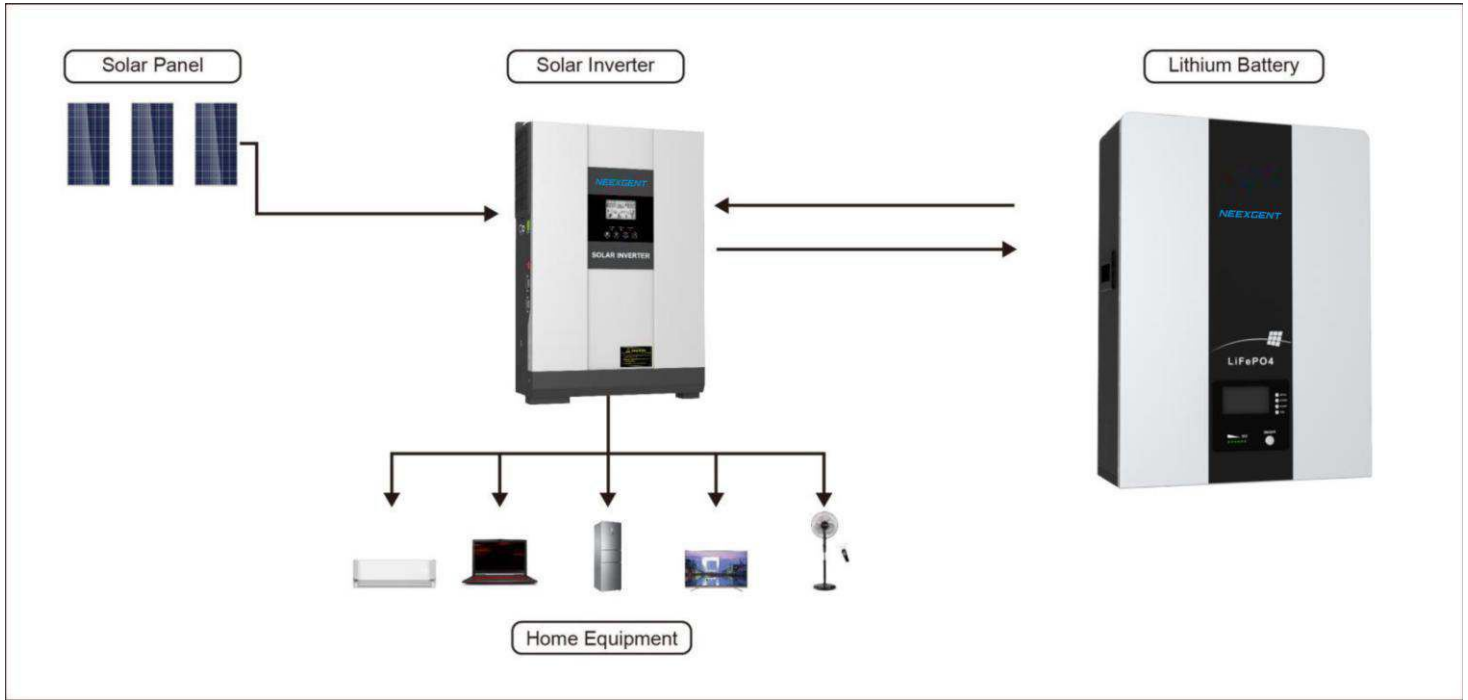 Solar Panel
Solar Inverter
Lithium Battery
NEEXGENT
SOLAR INVERTER
NEEXGENT
LiFePO4
Home Equipment